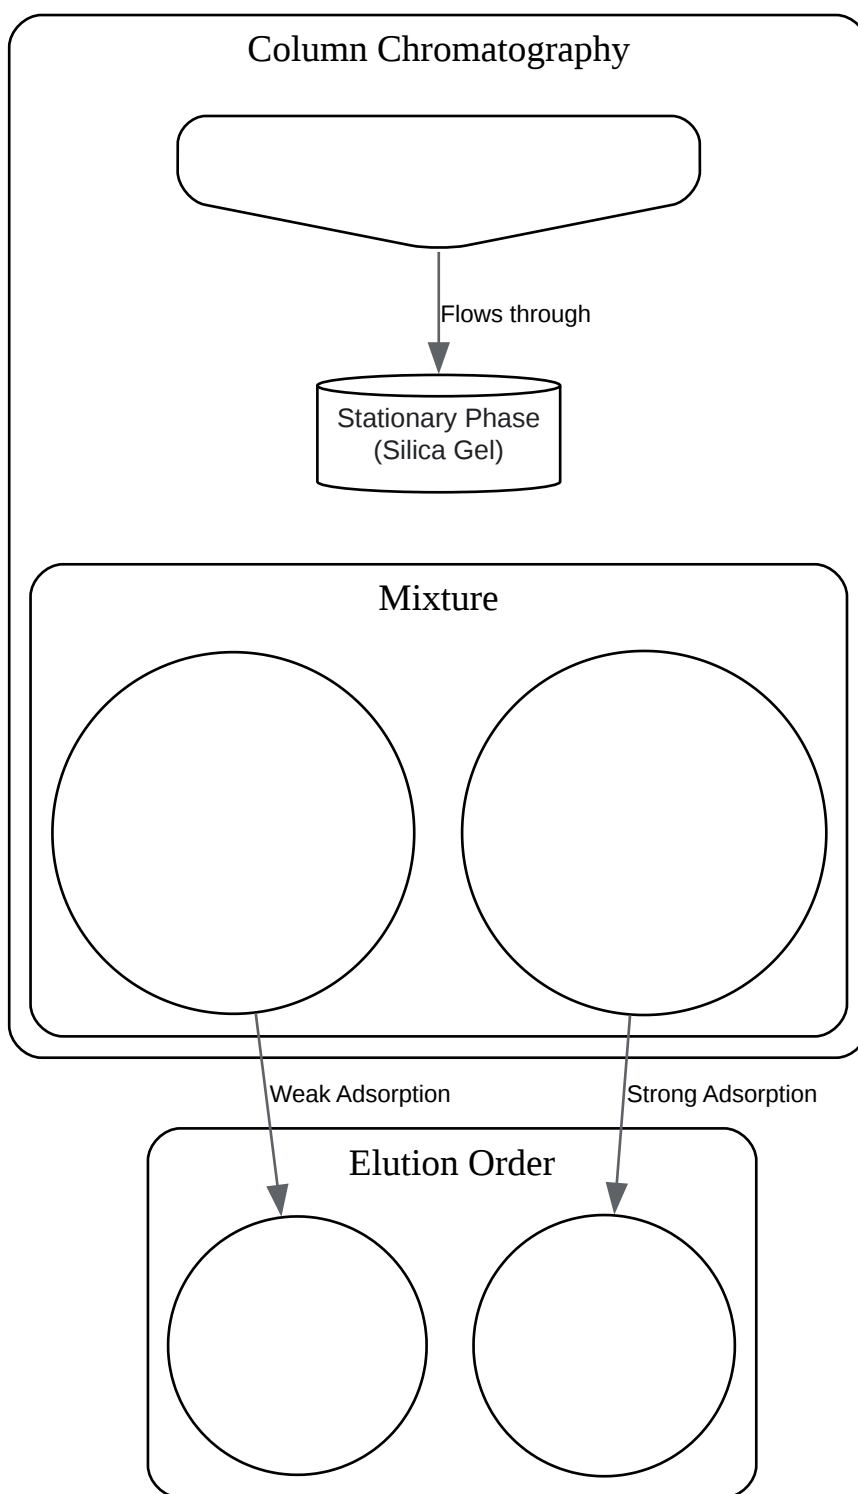 Column Chromatography
Flows through
Stationary Phase
(Silica Gel)
Mixture
Weak Adsorption
Strong Adsorption
Elution Order